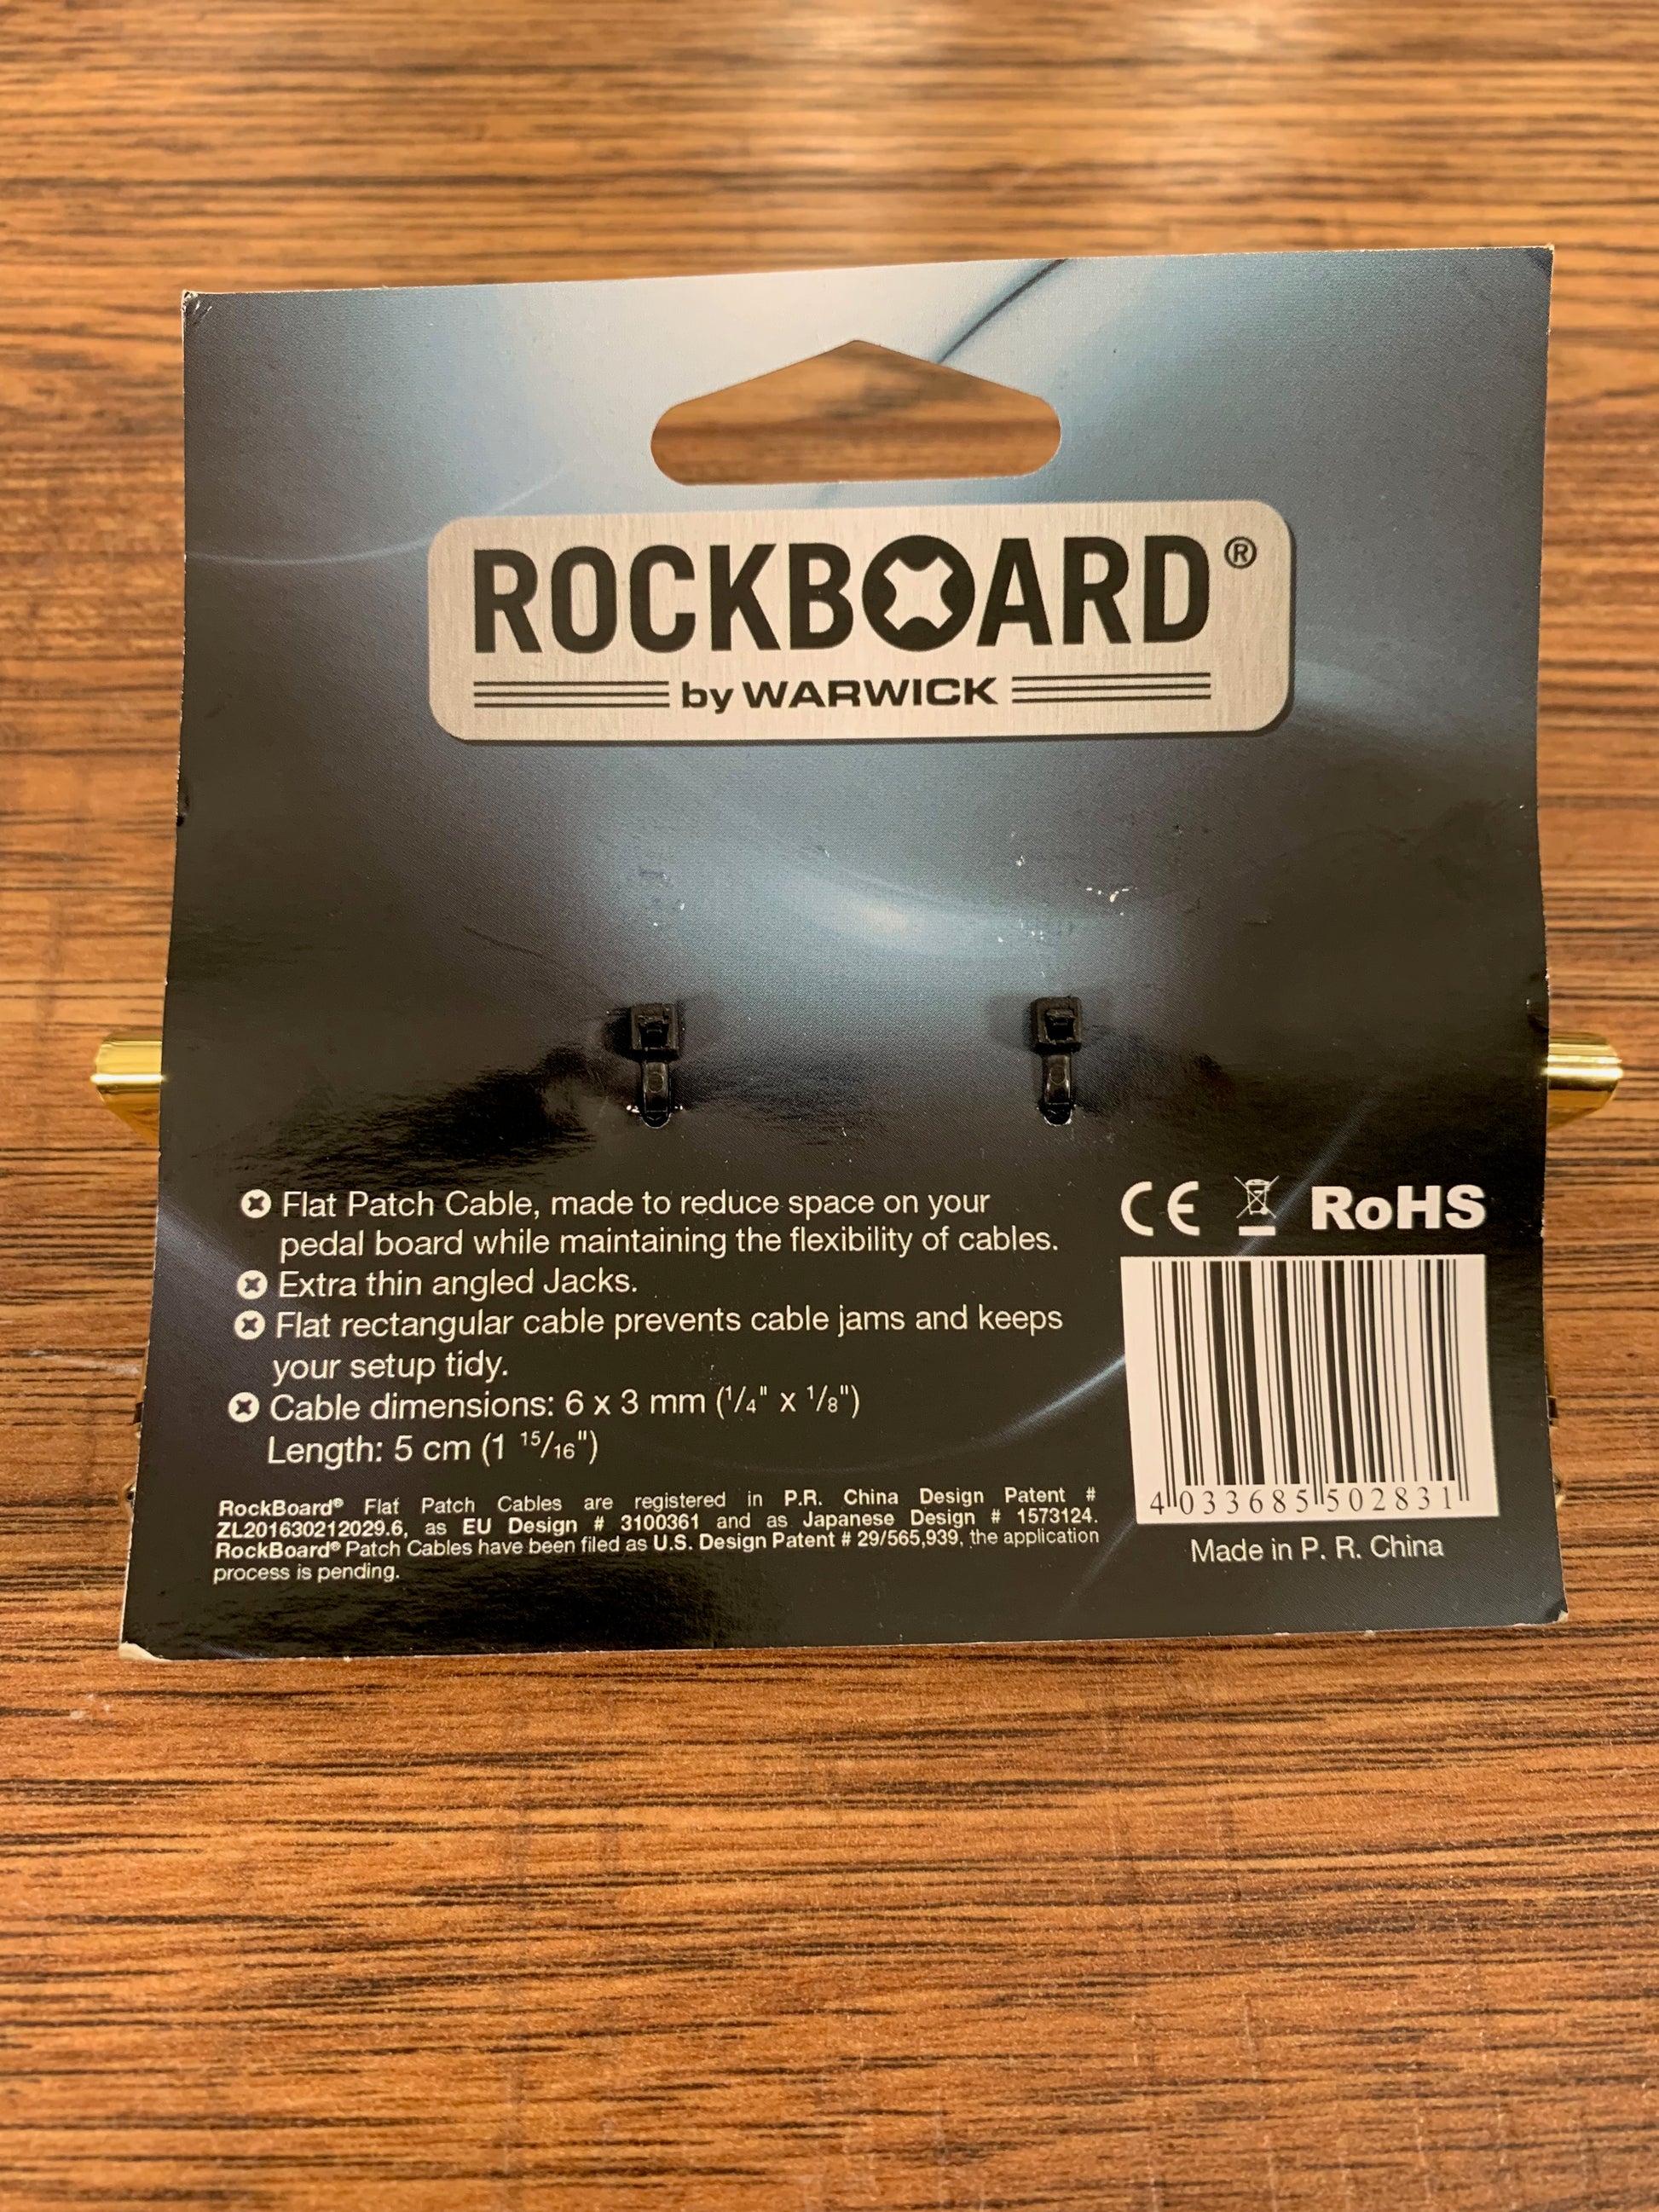 ROCKBOARD®
by WARWICK
Flat Patch Cable, made to reduce space on your
pedal board while maintaining the flexibility of cables.
Extra thin angled Jacks.
Flat rectangular cable prevents cable jams and keeps
your setup tidy.
Cable dimensions: 6 x 3 mm (1/4" x 1/8")
Length: 5 cm (1 15/16")
RockBoard® Flat Patch Cables are registered in P.R. China Design Patent #
ZL201630212029.6, as EU Design # 3100361 and as Japanese Design # 1573124.
RockBoard® Patch Cables have been filed as U.S. Design Patent # 29/565,939, the application
process is pending.
CE RoHS
4 033685 502831
Made in P. R. China